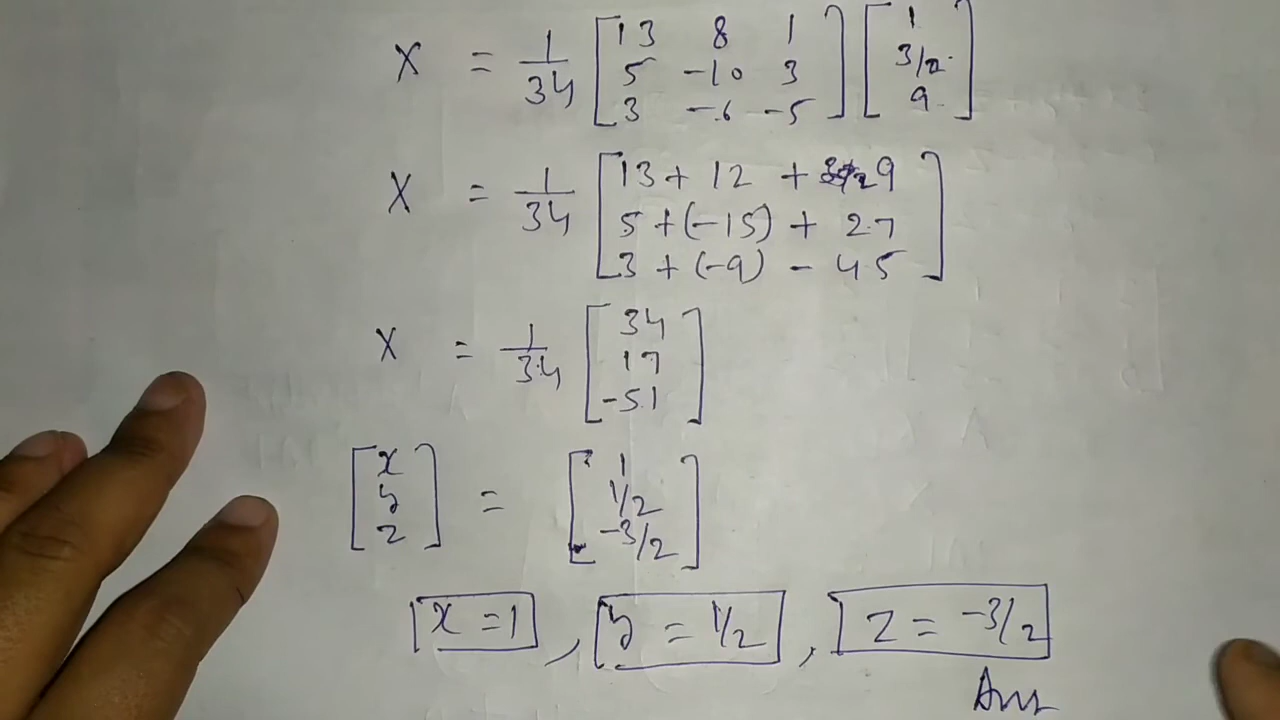 X = 1/34 [13 8 1] [1]
[5 -10 3] [3/2]
[3 -6 -5] [9]
X = 1/34 [13 + 12 + 9]
[5 + (-15) + 27]
[3 + (-9) - 45]
X = 1/34 [34]
[17]
[-51]
[x] = [1]
[y] [1/2]
[z] [-3/2]
x = 1 , y = 1/2 , z = -3/2
Ans